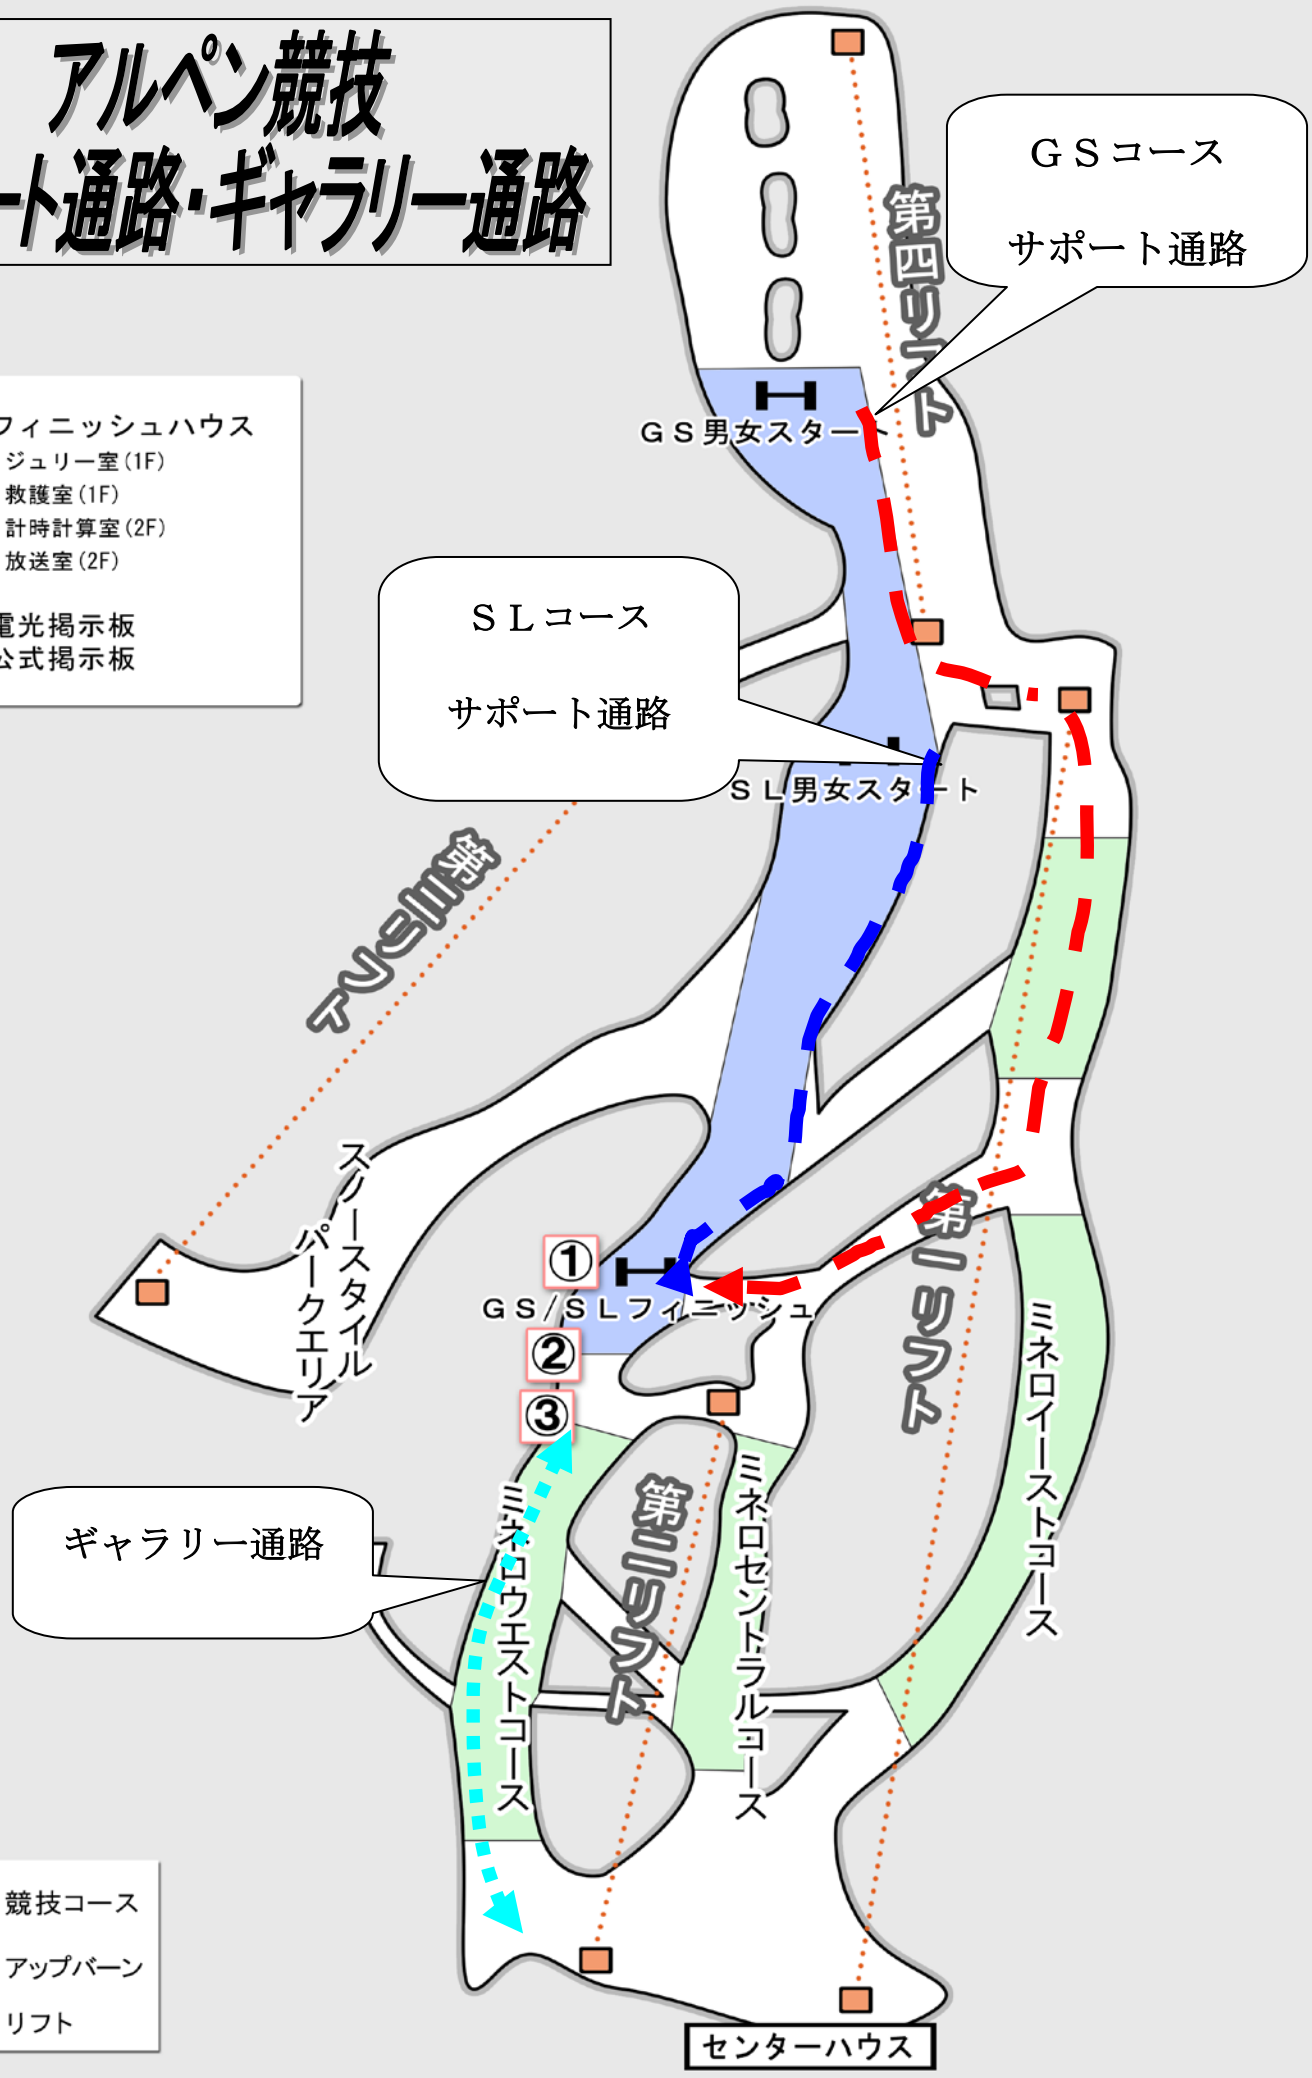 アルペン競技
ート通路・ギャラリー通路
GSコース
サポート通路
第四リフト
フィニッシュハウス
ジュリー室(1F)
救護室(1F)
計時計算室(2F)
放送室(2F)
電光掲示板
公式掲示板
GS男女スタート
SLコース
サポート通路
SL男女スタート
第三リフト
スノースタイル
パークエリア
①
GS/SLフィニッシュ
②
③
第一リフト
ミネロイーストコース
第二リフト
ミネロセントラルコース
ミネロウエストコース
ギャラリー通路
競技コース
アップバーン
リフト
センターハウス